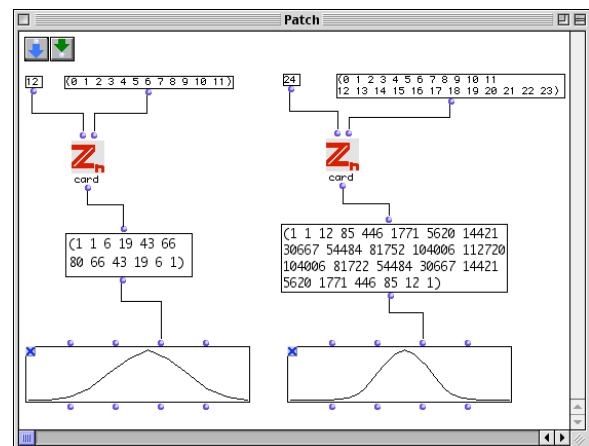 Patch
12
(0 1 2 3 4 5 6 7 8 9 10 11)
Zn
card
(1 1 6 19 43 66
80 66 43 19 6 1)
24
(0 1 2 3 4 5 6 7 8 9 10 11
12 13 14 15 16 17 18 19 20 21 22 23)
Zn
card
(1 1 12 85 446 1771 5620 14421
30667 54484 81752 104006 112720
104006 81722 54484 30667 14421
5620 1771 446 85 12 1)